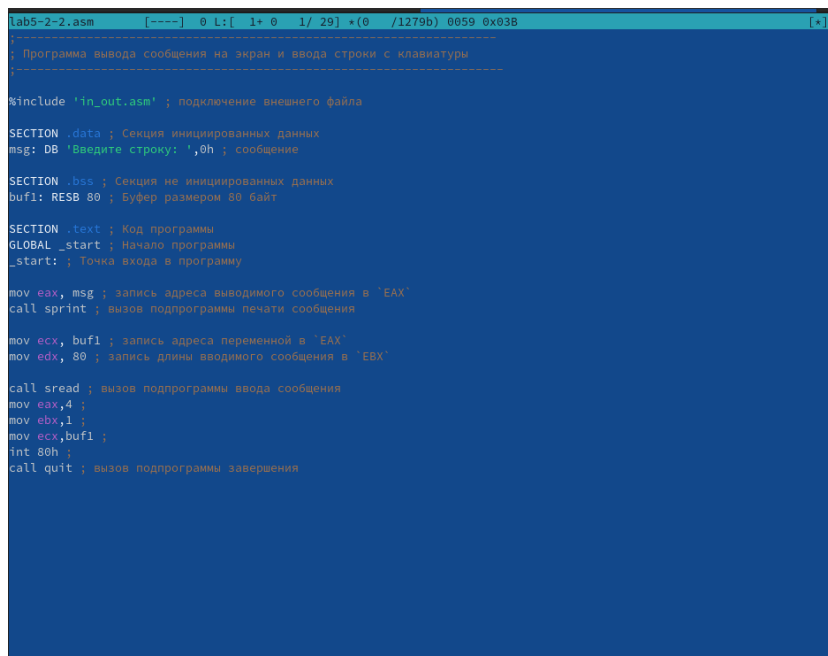 lab5-2-2.asm [----] 0 L:[ 1+ 0 1/ 29] *(0 /1279b) 0059 0x03B [*]
;--------------------------------------------------------------------
; Программа вывода сообщения на экран и ввода строки с клавиатуры
;---------------------------------------------------------------------
%include 'in_out.asm' ; подключение внешнего файла
SECTION .data ; Секция инициированных данных
msg: DB 'Введите строку: ',0h ; сообщение
SECTION .bss ; Секция не инициированных данных
buf1: RESB 80 ; Буфер размером 80 байт
SECTION .text ; Код программы
GLOBAL _start ; Начало программы
_start: ; Точка входа в программу
mov eax, msg ; запись адреса выводимого сообщения в `EAX`
call sprint ; вызов подпрограммы печати сообщения
mov ecx, buf1 ; запись адреса переменной в `EAX`
mov edx, 80 ; запись длины вводимого сообщения в `EBX`
call sread ; вызов подпрограммы ввода сообщения
mov eax,4 ;
mov ebx,1 ;
mov ecx,buf1 ;
int 80h ;
call quit ; вызов подпрограммы завершения